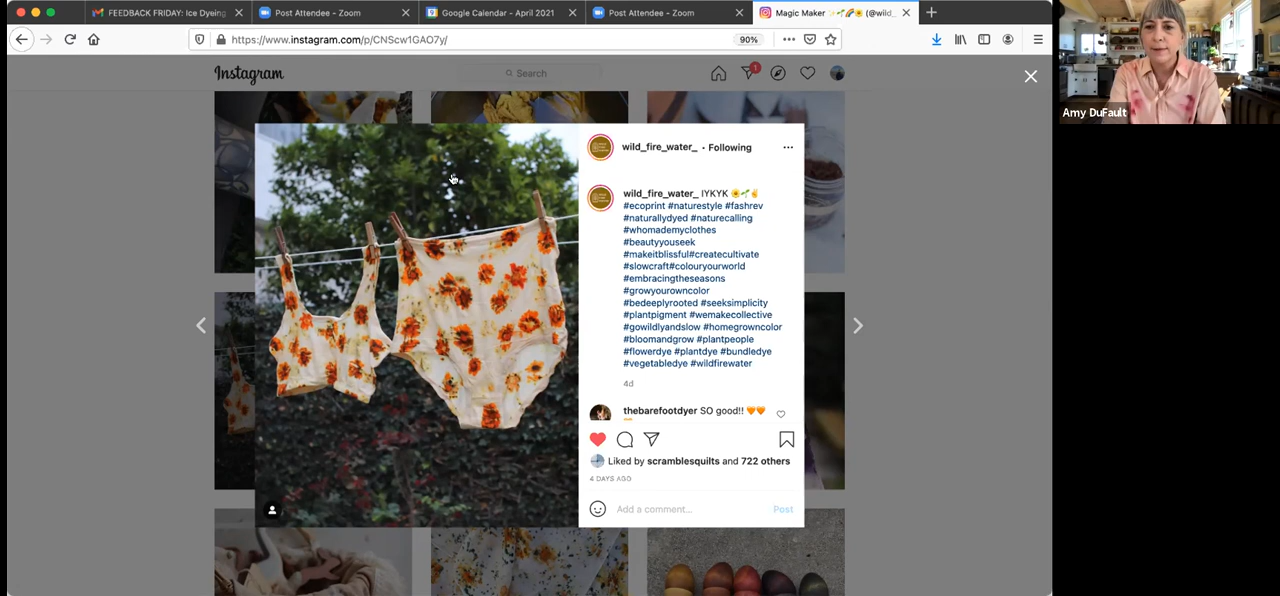 FEEDBACK FRIDAY: Ice Dyeing
Post Attendee - Zoom
Google Calendar - April 2021
Post Attendee - Zoom
Magic Maker ✨🌱🌈🌼 (@wild_
https://www.instagram.com/p/CNScw1GAO7y/
90%
Instagram
Search
1
Amy DuFault
wild_fire_water_ • Following
wild_fire_water_ IYKYK 🌼🌱✌
#ecoprint #naturestyle #fashrev
#naturallydyed #naturecalling
#whomademyclothes
#beautyyouseek
#makeitblissful#createcultivate
#slowcraft#colouryourworld
#embracingtheseasons
#growyourowncolor
#bedeeplyrooted #seeksimplicity
#plantpigment #wemakecollective
#gowildlyandslow #homegrowncolor
#bloomandgrow #plantpeople
#flowerdye #plantdye #bundledye
#vegetabledye #wildfirewater
4d
thebarefootdyer SO good!! 🧡🧡
Liked by scramblesquilts and 722 others
4 DAYS AGO
Add a comment...
Post